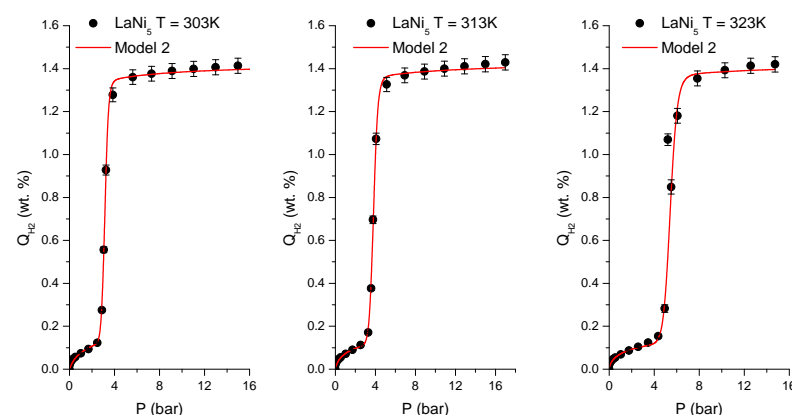 LaNi₅ T = 303K
Model 2
1.6
1.4
1.2
1.0
0.8
0.6
0.4
0.2
0.0
Q_H2 (wt. %)
0 4 8 12 16
P (bar)
LaNi₅ T = 313K
Model 2
1.6
1.4
1.2
1.0
0.8
0.6
0.4
0.2
0.0
Q_H2 (wt. %)
0 4 8 12 16
P (bar)
LaNi₅ T = 323K
Model 2
1.6
1.4
1.2
1.0
0.8
0.6
0.4
0.2
0.0
Q_H2 (wt. %)
0 4 8 12 16
P (bar)